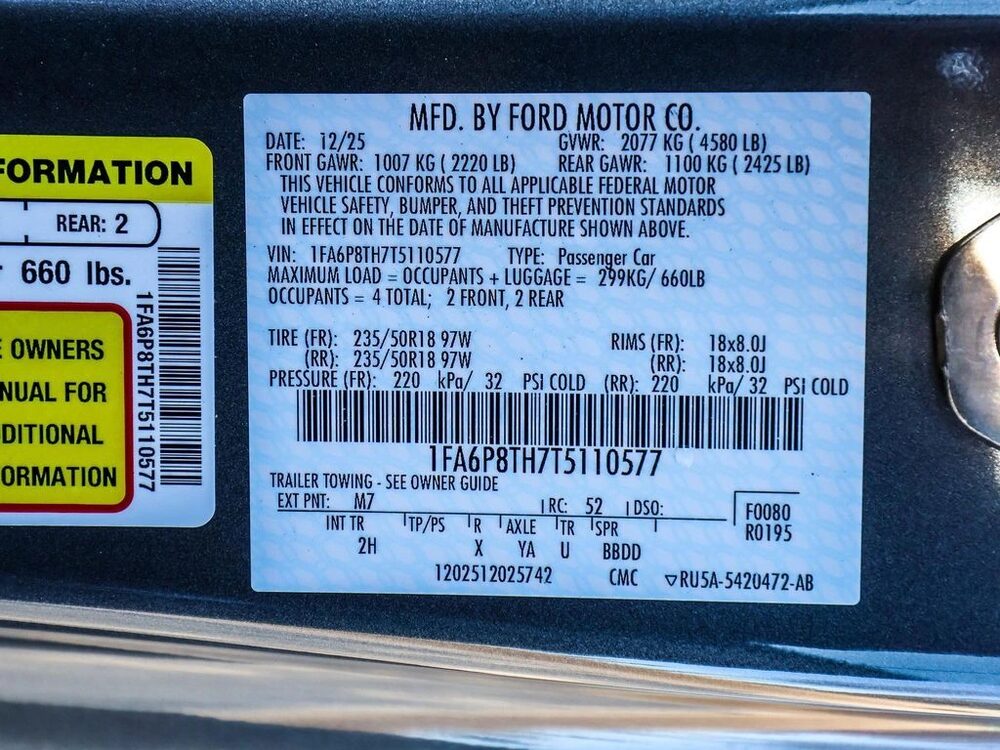 FORMATION
REAR: 2
660 lbs.
E OWNERS
NUAL FOR
DITIONAL
ORMATION
1FA6P8TH7T5110577
MFD. BY FORD MOTOR CO.
DATE: 12/25 GVWR: 2077 KG ( 4580 LB)
FRONT GAWR: 1007 KG ( 2220 LB) REAR GAWR: 1100 KG ( 2425 LB)
THIS VEHICLE CONFORMS TO ALL APPLICABLE FEDERAL MOTOR
VEHICLE SAFETY, BUMPER, AND THEFT PREVENTION STANDARDS
IN EFFECT ON THE DATE OF MANUFACTURE SHOWN ABOVE.
VIN: 1FA6P8TH7T5110577 TYPE: Passenger Car
MAXIMUM LOAD = OCCUPANTS + LUGGAGE = 299KG/ 660LB
OCCUPANTS = 4 TOTAL; 2 FRONT, 2 REAR
TIRE (FR): 235/50R18 97W RIMS (FR): 18x8.0J
(RR): 235/50R18 97W (RR): 18x8.0J
PRESSURE (FR): 220 kPa/ 32 PSI COLD (RR): 220 kPa/ 32 PSI COLD
1FA6P8TH7T5110577
TRAILER TOWING - SEE OWNER GUIDE
EXT PNT: M7 RC: 52 DSO: F0080
INT TR TP/PS R AXLE TR SPR R0195
2H X YA U BBDD
1202512025742 CMC ▽RU5A-5420472-AB